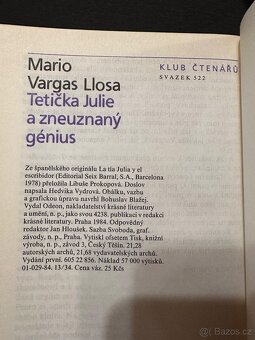 Mario
Vargas Llosa
Tetička Julie
a zneuznaný
génius
KLUB ČTENÁŘŮ
SVAZEK 522
Ze španělského originálu La tía Julia y el
escribidor (Editorial Seix Barral, S.A., Barcelona
1978) přeložila Libuše Prokopová. Doslov
napsala Hedvika Vydrová. Obálku, vazbu
a grafickou úpravu navrhl Bohuslav Blažej.
Vydal Odeon, nakladatelství krásné literatury
a umění, n. p., jako svou 4238. publikaci v redakci
krásné literatury. Praha 1984. Odpovědný
redaktor Jan Hloušek. Sazba Svoboda, graf.
závody, n. p., Praha. Vytiskl ofsetem Tisk, knižní
výroba, n. p., závod 3, Český Těšín. 21,28
autorských archů, 21,68 vydavatelských archů.
Vydání první. 605 22 856. Náklad 57 000 výtisků.
01-029-84. 13/34. Cena váz. 25 Kčs
sbazar.cz